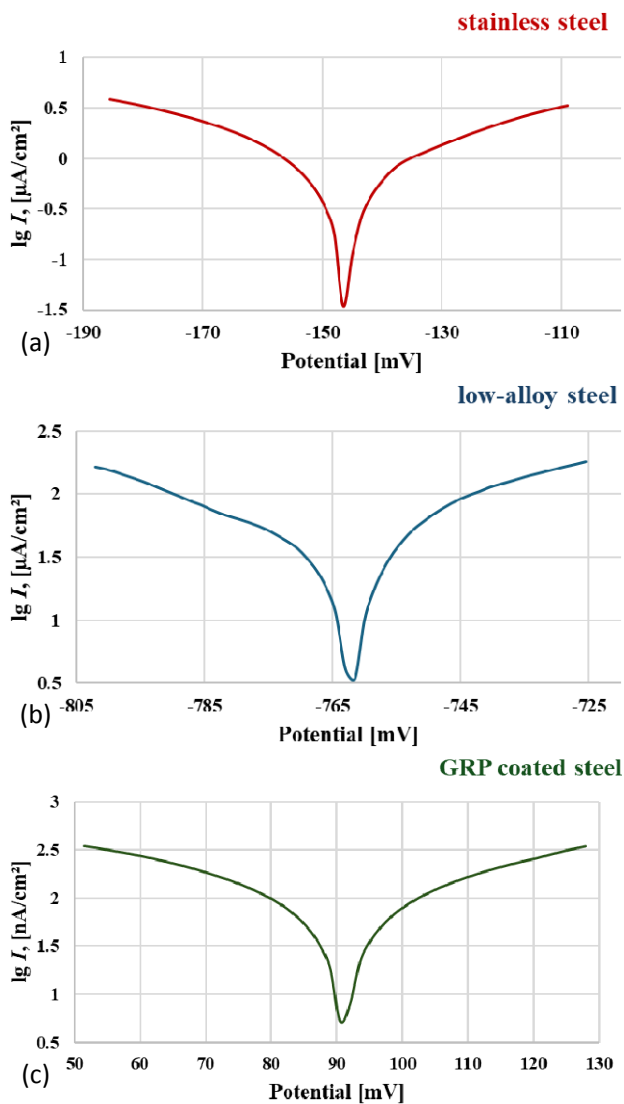 stainless steel
lg I, [µA/cm²]
1
0.5
0
-0.5
-1
-1.5
-190 -170 -150 -130 -110
(a)
Potential [mV]
low-alloy steel
lg I, [µA/cm²]
2.5
2
1.5
1
0.5
-805 -785 -765 -745 -725
(b)
Potential [mV]
GRP coated steel
lg I, [nA/cm²]
3
2.5
2
1.5
1
0.5
50 60 70 80 90 100 110 120 130
(c)
Potential [mV]